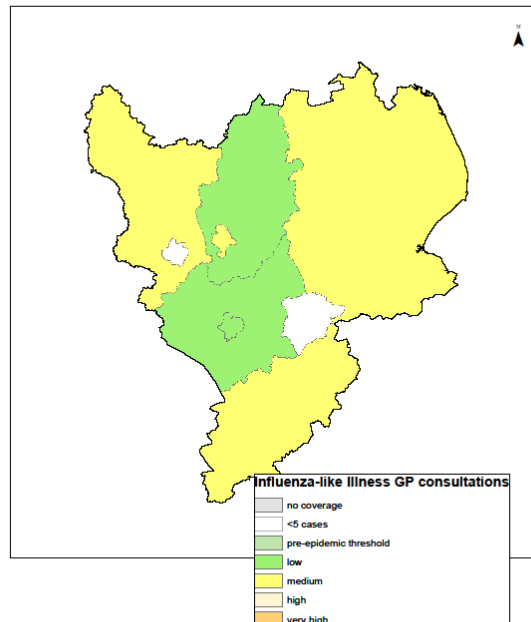 N
Influenza-like Illness GP consultations
no coverage
<5 cases
pre-epidemic threshold
low
medium
high
very high